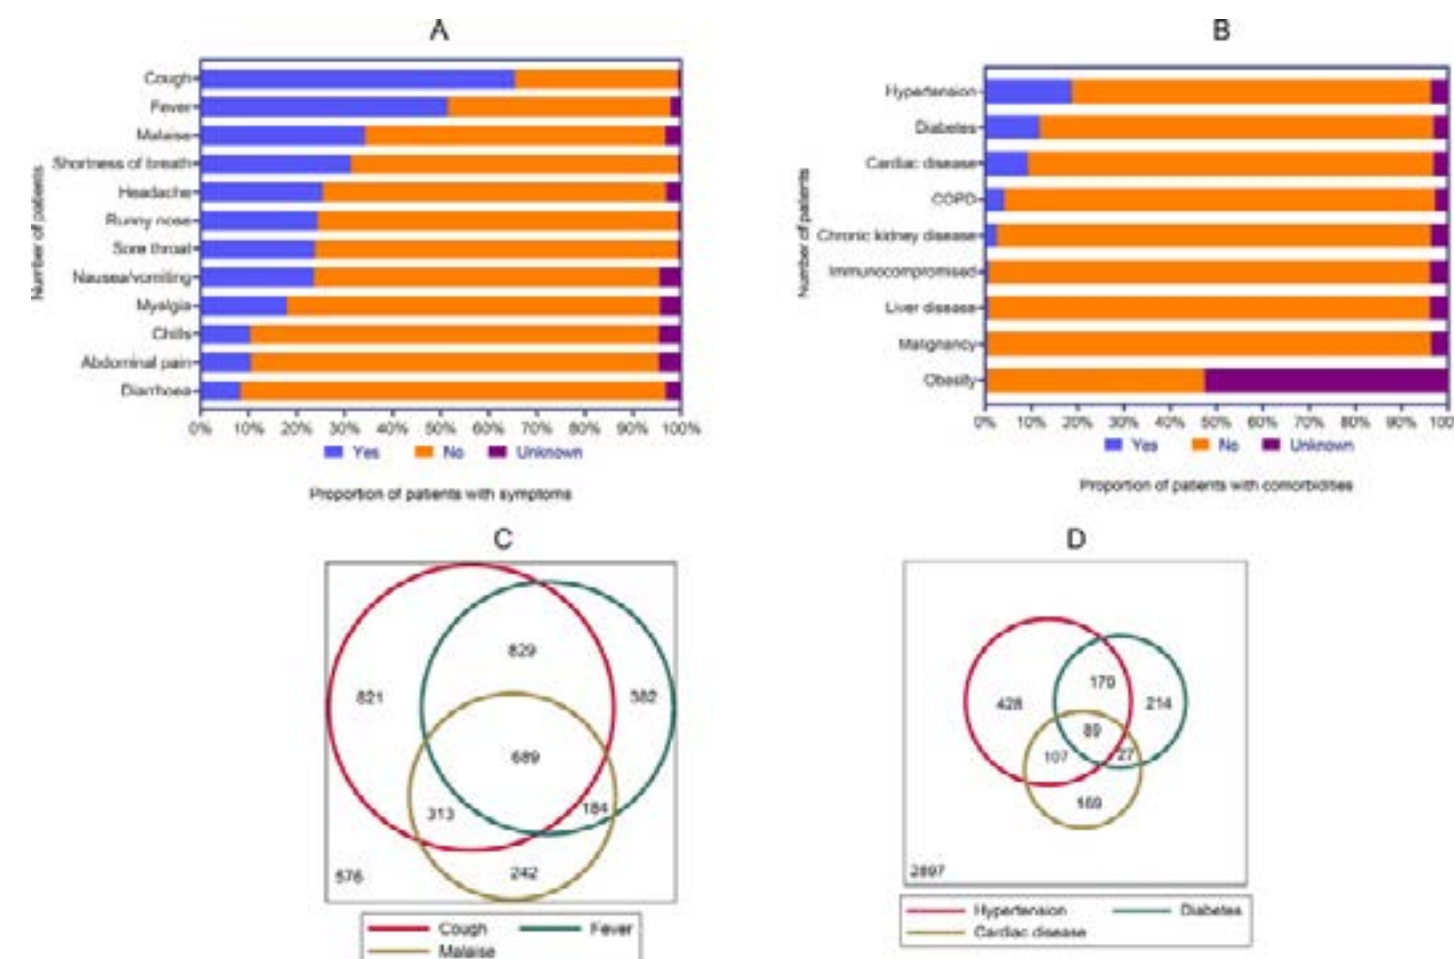 A
Cough
Fever
Malaise
Shortness of breath
Headache
Runny nose
Sore throat
Nausea/vomiting
Myalgia
Chills
Abdominal pain
Diarrhoea
Number of patients
0% 10% 20% 30% 40% 50% 60% 70% 80% 90% 100%
Yes No Unknown
Proportion of patients with symptoms
B
Hypertension
Diabetes
Cardiac disease
COPD
Chronic kidney disease
Immunocompromised
Liver disease
Malignancy
Obesity
Number of patients
0% 10% 20% 30% 40% 50% 60% 70% 80% 90% 100
Yes No Unknown
Proportion of patients with comorbidities
C
829
821
382
689
313
184
242
576
Cough Fever
Malaise
D
170
428
214
89
107
27
169
2897
Hypertension Diabetes
Cardiac disease